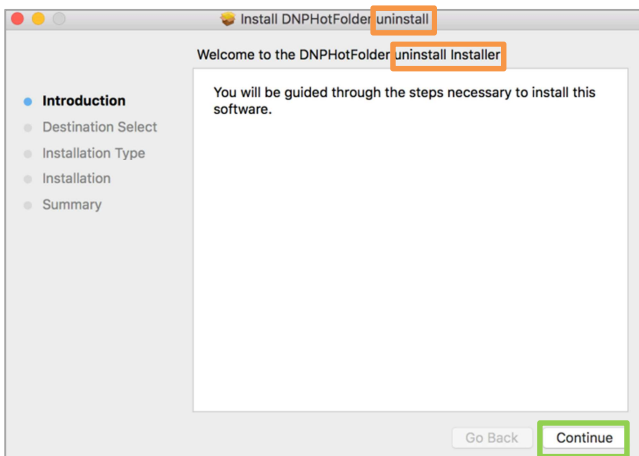 Install DNPHotFolder uninstall
Welcome to the DNPHotFolder uninstall Installer
Introduction
Destination Select
Installation Type
Installation
Summary
You will be guided through the steps necessary to install this
software.
Go Back
Continue